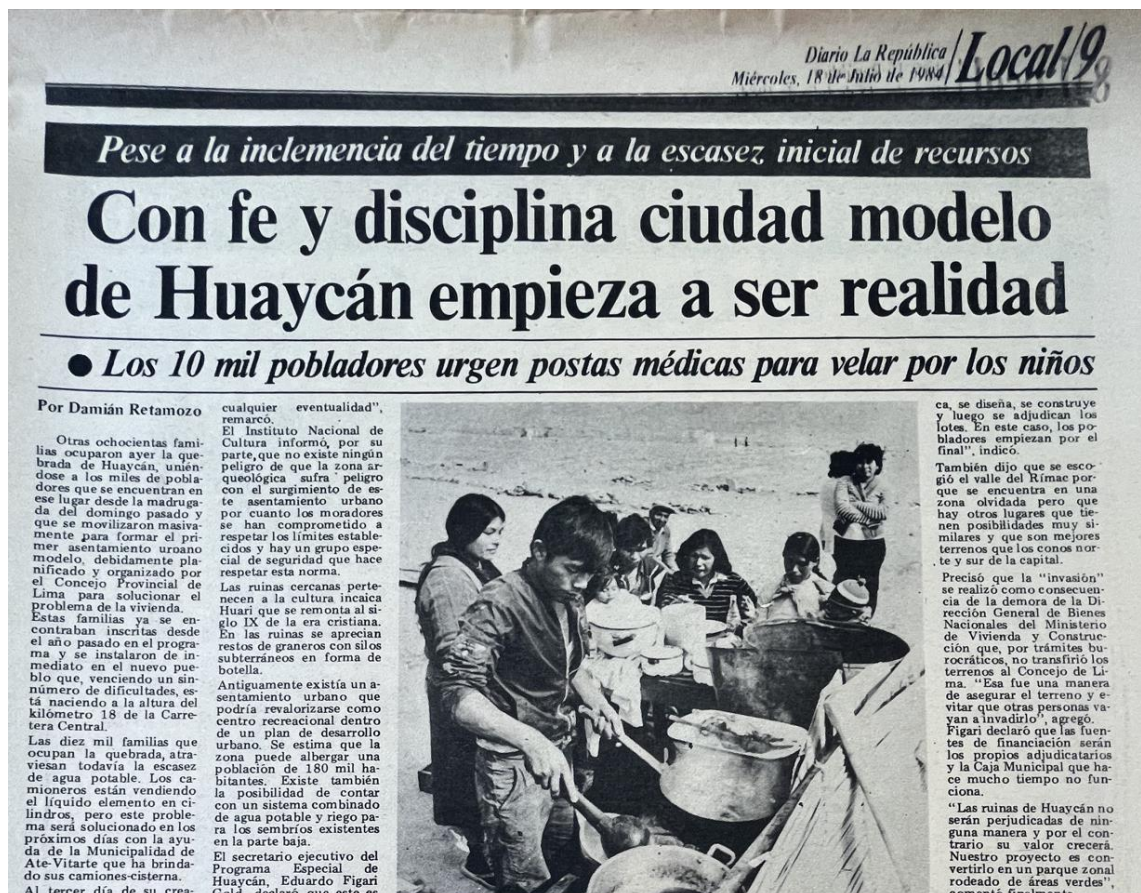 Diario La República
Local/9
Miércoles, 18 de Julio de 1984
Pese a la inclemencia del tiempo y a la escasez inicial de recursos
Con fe y disciplina ciudad modelo
de Huaycán empieza a ser realidad
● Los 10 mil pobladores urgen postas médicas para velar por los niños
Por Damián Retamozo
Otras ochocientas fami-
lias ocuparon ayer la que-
brada de Huaycán, unién-
dose a los miles de pobla-
dores que se encuentran en
ese lugar desde la madruga-
da del domingo pasado y
que se movilizaron masiva-
mente para formar el pri-
mer asentamiento urbano
modelo, debidamente pla-
nificado y organizado por
el Concejo Provincial de
Lima para solucionar el
problema de la vivienda.
Estas familias ya se en-
contraban inscritas desde
el año pasado en el progra-
ma y se instalaron de in-
mediato en el nuevo pue-
blo que, venciendo un sin-
número de dificultades, es-
tá naciendo a la altura del
kilómetro 18 de la Carre-
tera Central.
Las diez mil familias que
ocupan la quebrada, atra-
viesan todavía la escasez
de agua potable. Los ca-
mioneros están vendiendo
el líquido elemento en ci-
lindros, pero este proble-
ma será solucionado en los
próximos días con la ayu-
da de la Municipalidad de
Ate-Vitarte que ha brinda-
do sus camiones-cisterna.
Al tercer día de su crea-
cualquier eventualidad",
remarcó.
El Instituto Nacional de
Cultura informó, por su
parte, que no existe ningún
peligro de que la zona ar-
queológica sufra peligro
con el surgimiento de es-
te asentamiento urbano
por cuanto los moradores
se han comprometido a
respetar los límites estable-
cidos y hay un grupo espe-
cial de seguridad que hace
respetar esta norma.
Las ruinas cercanas perte-
necen a la cultura incaica
Huari que se remonta al si-
glo IX de la era cristiana.
En las ruinas se aprecian
restos de graneros con silos
subterráneos en forma de
botella.
Antiguamente existía un a-
sentamiento urbano que
podría revalorizarse como
centro recreacional dentro
de un plan de desarrollo
urbano. Se estima que la
zona puede albergar una
población de 180 mil ha-
bitantes. Existe también
la posibilidad de contar
con un sistema combinado
de agua potable y riego pa-
ra los sembríos existentes
en la parte baja.
El secretario ejecutivo del
Programa Especial de
Huaycán, Eduardo Figari
ca, se diseña, se construye
y luego se adjudican los
lotes. En este caso, los po-
bladores empiezan por el
final", indicó.
También dijo que se esco-
gió el valle del Rímac por-
que se encuentra en una
zona olvidada pero que
hay otros lugares que tie-
nen posibilidades muy si-
milares y que son mejores
terrenos que los conos nor-
te y sur de la capital.
Precisó que la "invasión"
se realizó como consecuen-
cia de la demora de la Di-
rección General de Bienes
Nacionales del Ministerio
de Vivienda y Construc-
ción que, por trámites bu-
rocráticos, no transfirió los
terrenos al Concejo de Li-
ma. "Esa fue una manera
de asegurar el terreno y e-
vitar que otras personas va-
yan a invadirlo", agregó.
Figari declaró que las fuen-
tes de financiación serán
los propios adjudicatarios
y la Caja Municipal que ha-
ce mucho tiempo no fun-
ciona.
"Las ruinas de Huaycán no
serán perjudicadas de nin-
guna manera y por el con-
trario su valor crecerá.
Nuestro proyecto es con-
vertirlo en un parque zonal
rodeado de áreas verdes",